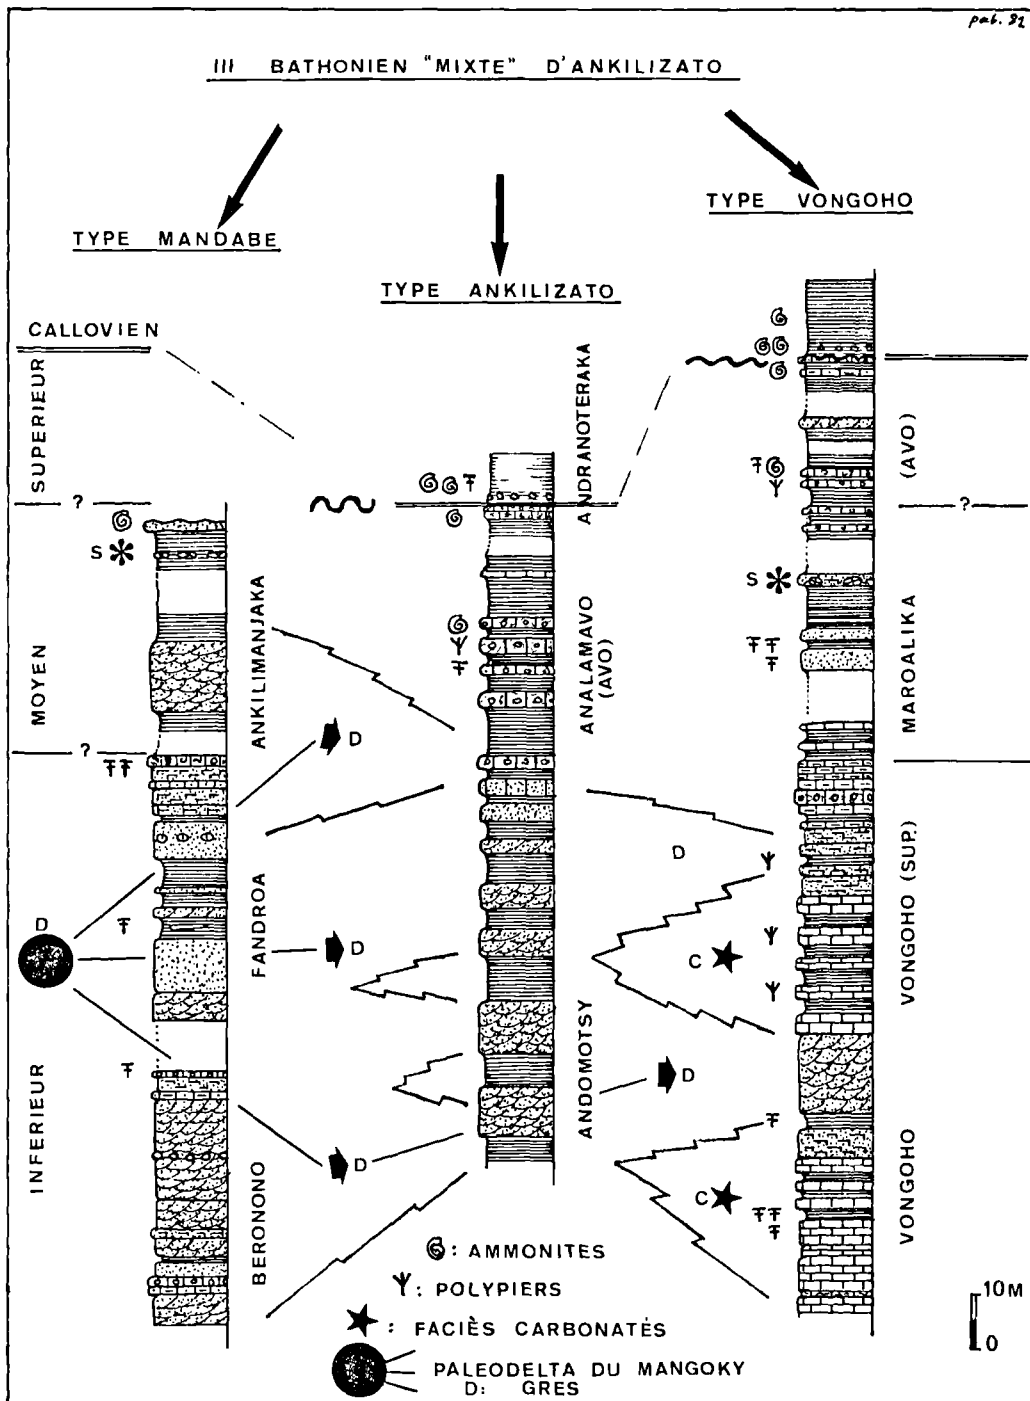 pab. 82
III BATHONIEN "MIXTE" D'ANKILIZATO
TYPE MANDABE
TYPE ANKILIZATO
TYPE VONGOHO
CALLOVIEN
SUPERIEUR
?
MOYEN
?
INFERIEUR
S
D
ANKILIMANJAKA
FANDROA
BERONONO
D
D
D
ANDRANOTERAKA
ANALAMAVO
(AVO)
ANDOMOTSY
D
C
D
C
S
(AVO)
?
MAROALIKA
VONGOHO (SUP.)
VONGOHO
: AMMONITES
: POLYPIERS
: FACIÈS CARBONATÉS
PALEODELTA DU MANGOKY
D: GRES
10 M
0